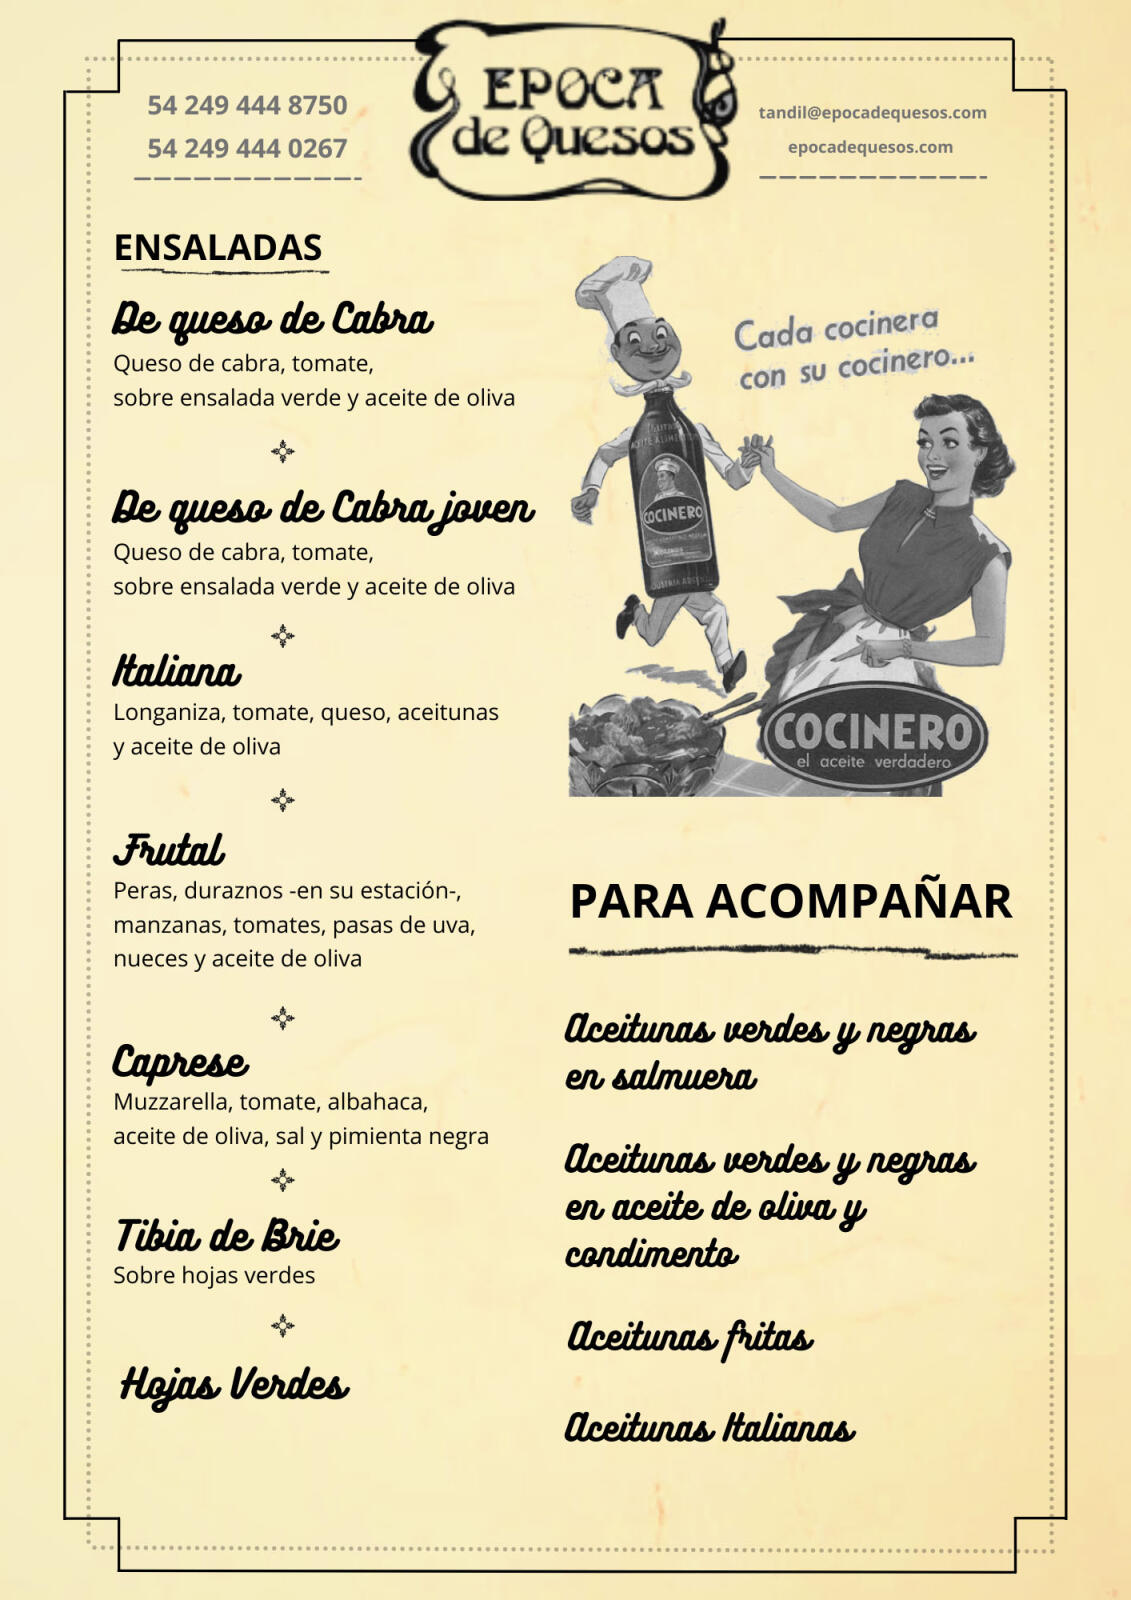 EPOCA
de Quesos
54 249 444 8750
54 249 444 0267
tandil@epocadequesos.com
epocadequesos.com
ENSALADAS
De queso de Cabra
Queso de cabra, tomate,
sobre ensalada verde y aceite de oliva
De queso de Cabra joven
Queso de cabra, tomate,
sobre ensalada verde y aceite de oliva
Italiana
Longaniza, tomate, queso, aceitunas
y aceite de oliva
Frutal
Peras, duraznos -en su estación-,
manzanas, tomates, pasas de uva,
nueces y aceite de oliva
Caprese
Muzzarella, tomate, albahaca,
aceite de oliva, sal y pimienta negra
Tibia de Brie
Sobre hojas verdes
Hojas Verdes
Cada cocinera
con su cocinero...
COCINERO
COCINERO
el aceite verdadero
PARA ACOMPAÑAR
Aceitunas verdes y negras
en salmuera
Aceitunas verdes y negras
en aceite de oliva y
condimento
Aceitunas fritas
Aceitunas Italianas